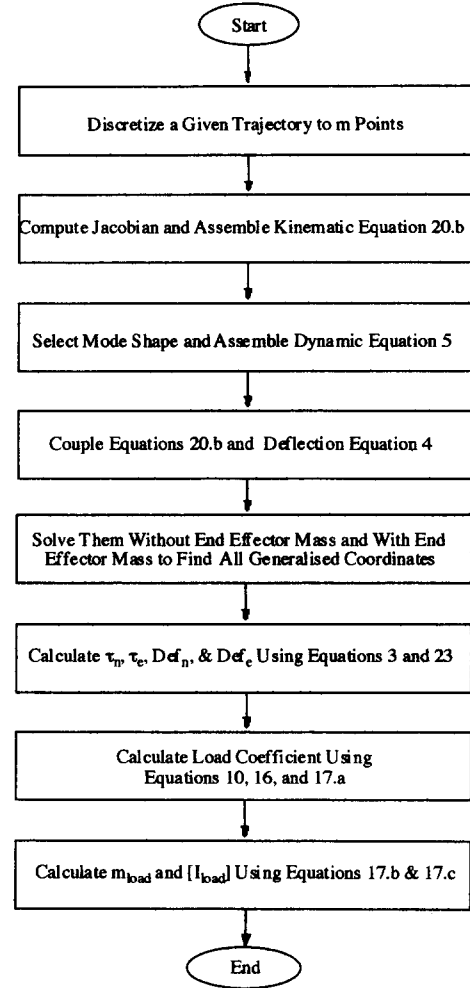 Start
Discretize a Given Trajectory to m Points
Compute Jacobian and Assemble Kinematic Equation 20.b
Select Mode Shape and Assemble Dynamic Equation 5
Couple Equations 20.b and Deflection Equation 4
Solve Them Without End Effector Mass and With End
Effector Mass to Find All Generalised Coordinates
Calculate τn, τe, Defn, & Defe Using Equations 3 and 23
Calculate Load Coefficient Using
Equations 10, 16, and 17.a
Calculate mload and [Iload] Using Equations 17.b & 17.c
End